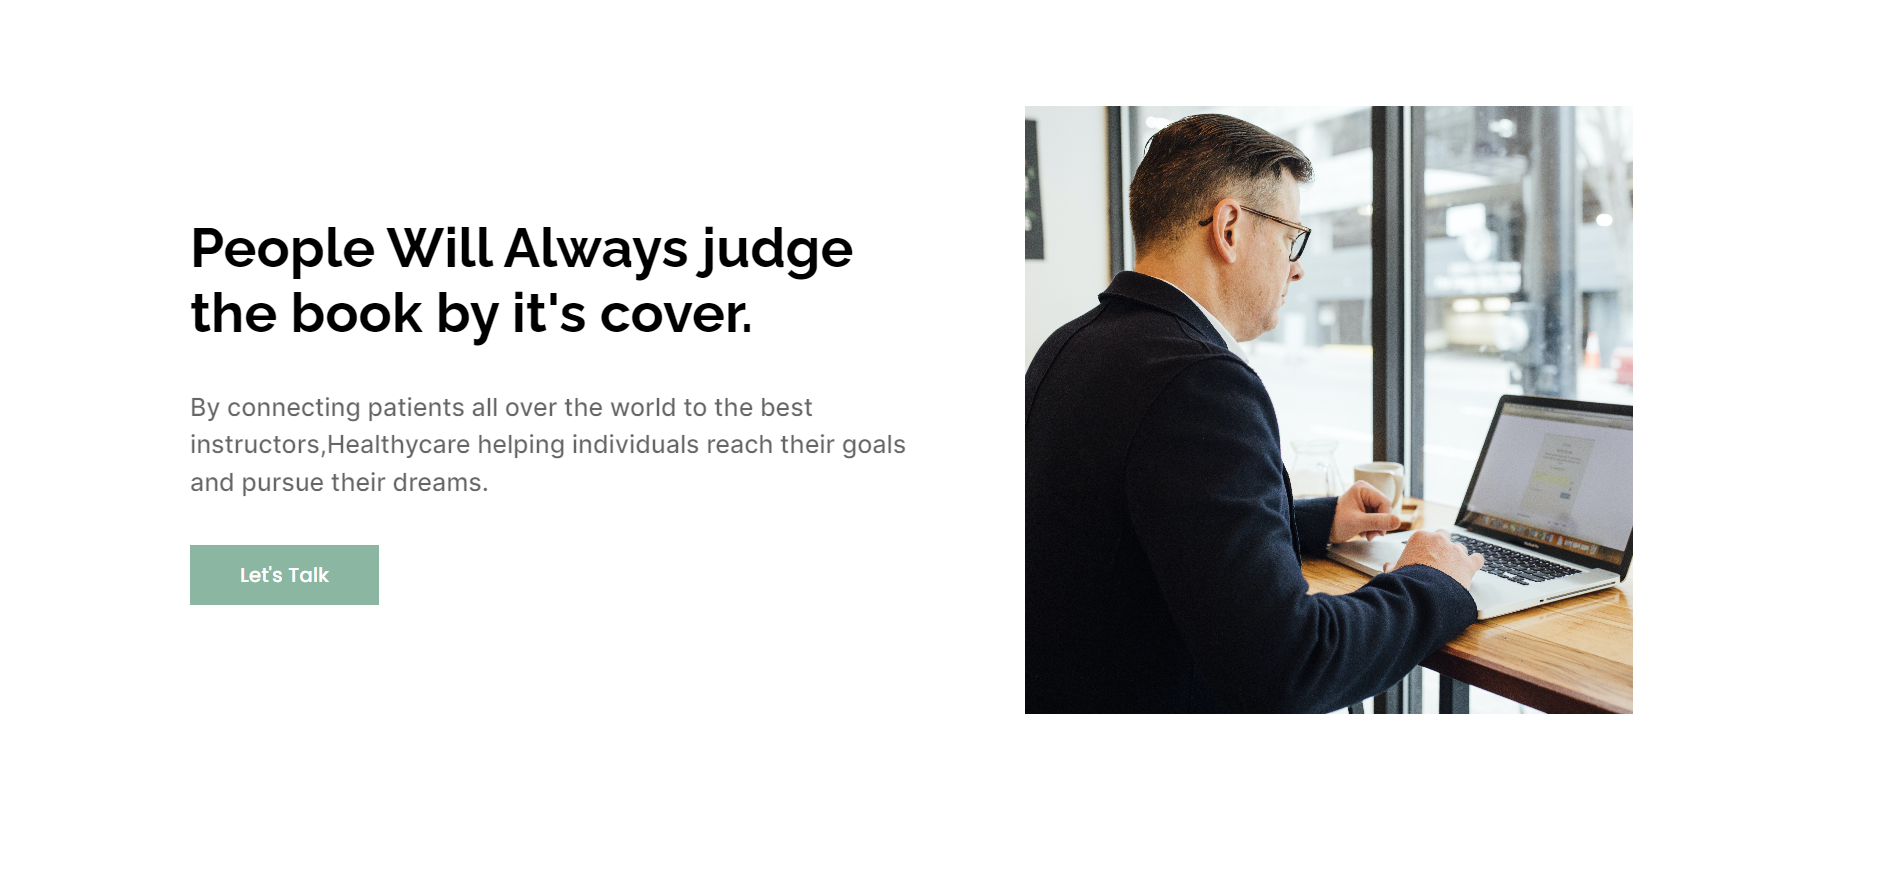 People Will Always judge
the book by it's cover.
By connecting patients all over the world to the best
instructors,Healthycare helping individuals reach their goals
and pursue their dreams.
Let's Talk